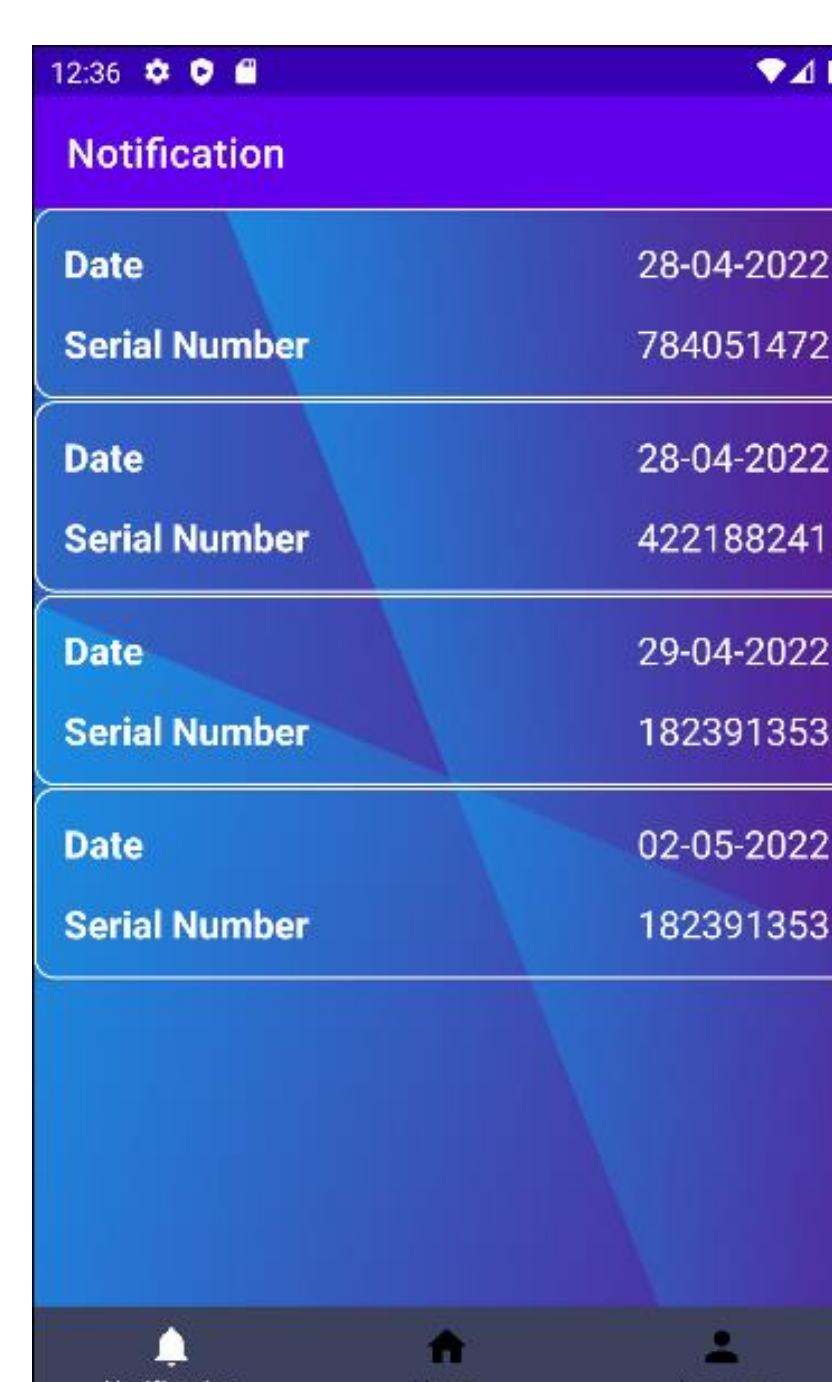 12:36
Notification
Date 28-04-2022
Serial Number 784051472
Date 28-04-2022
Serial Number 422188241
Date 29-04-2022
Serial Number 182391353
Date 02-05-2022
Serial Number 182391353